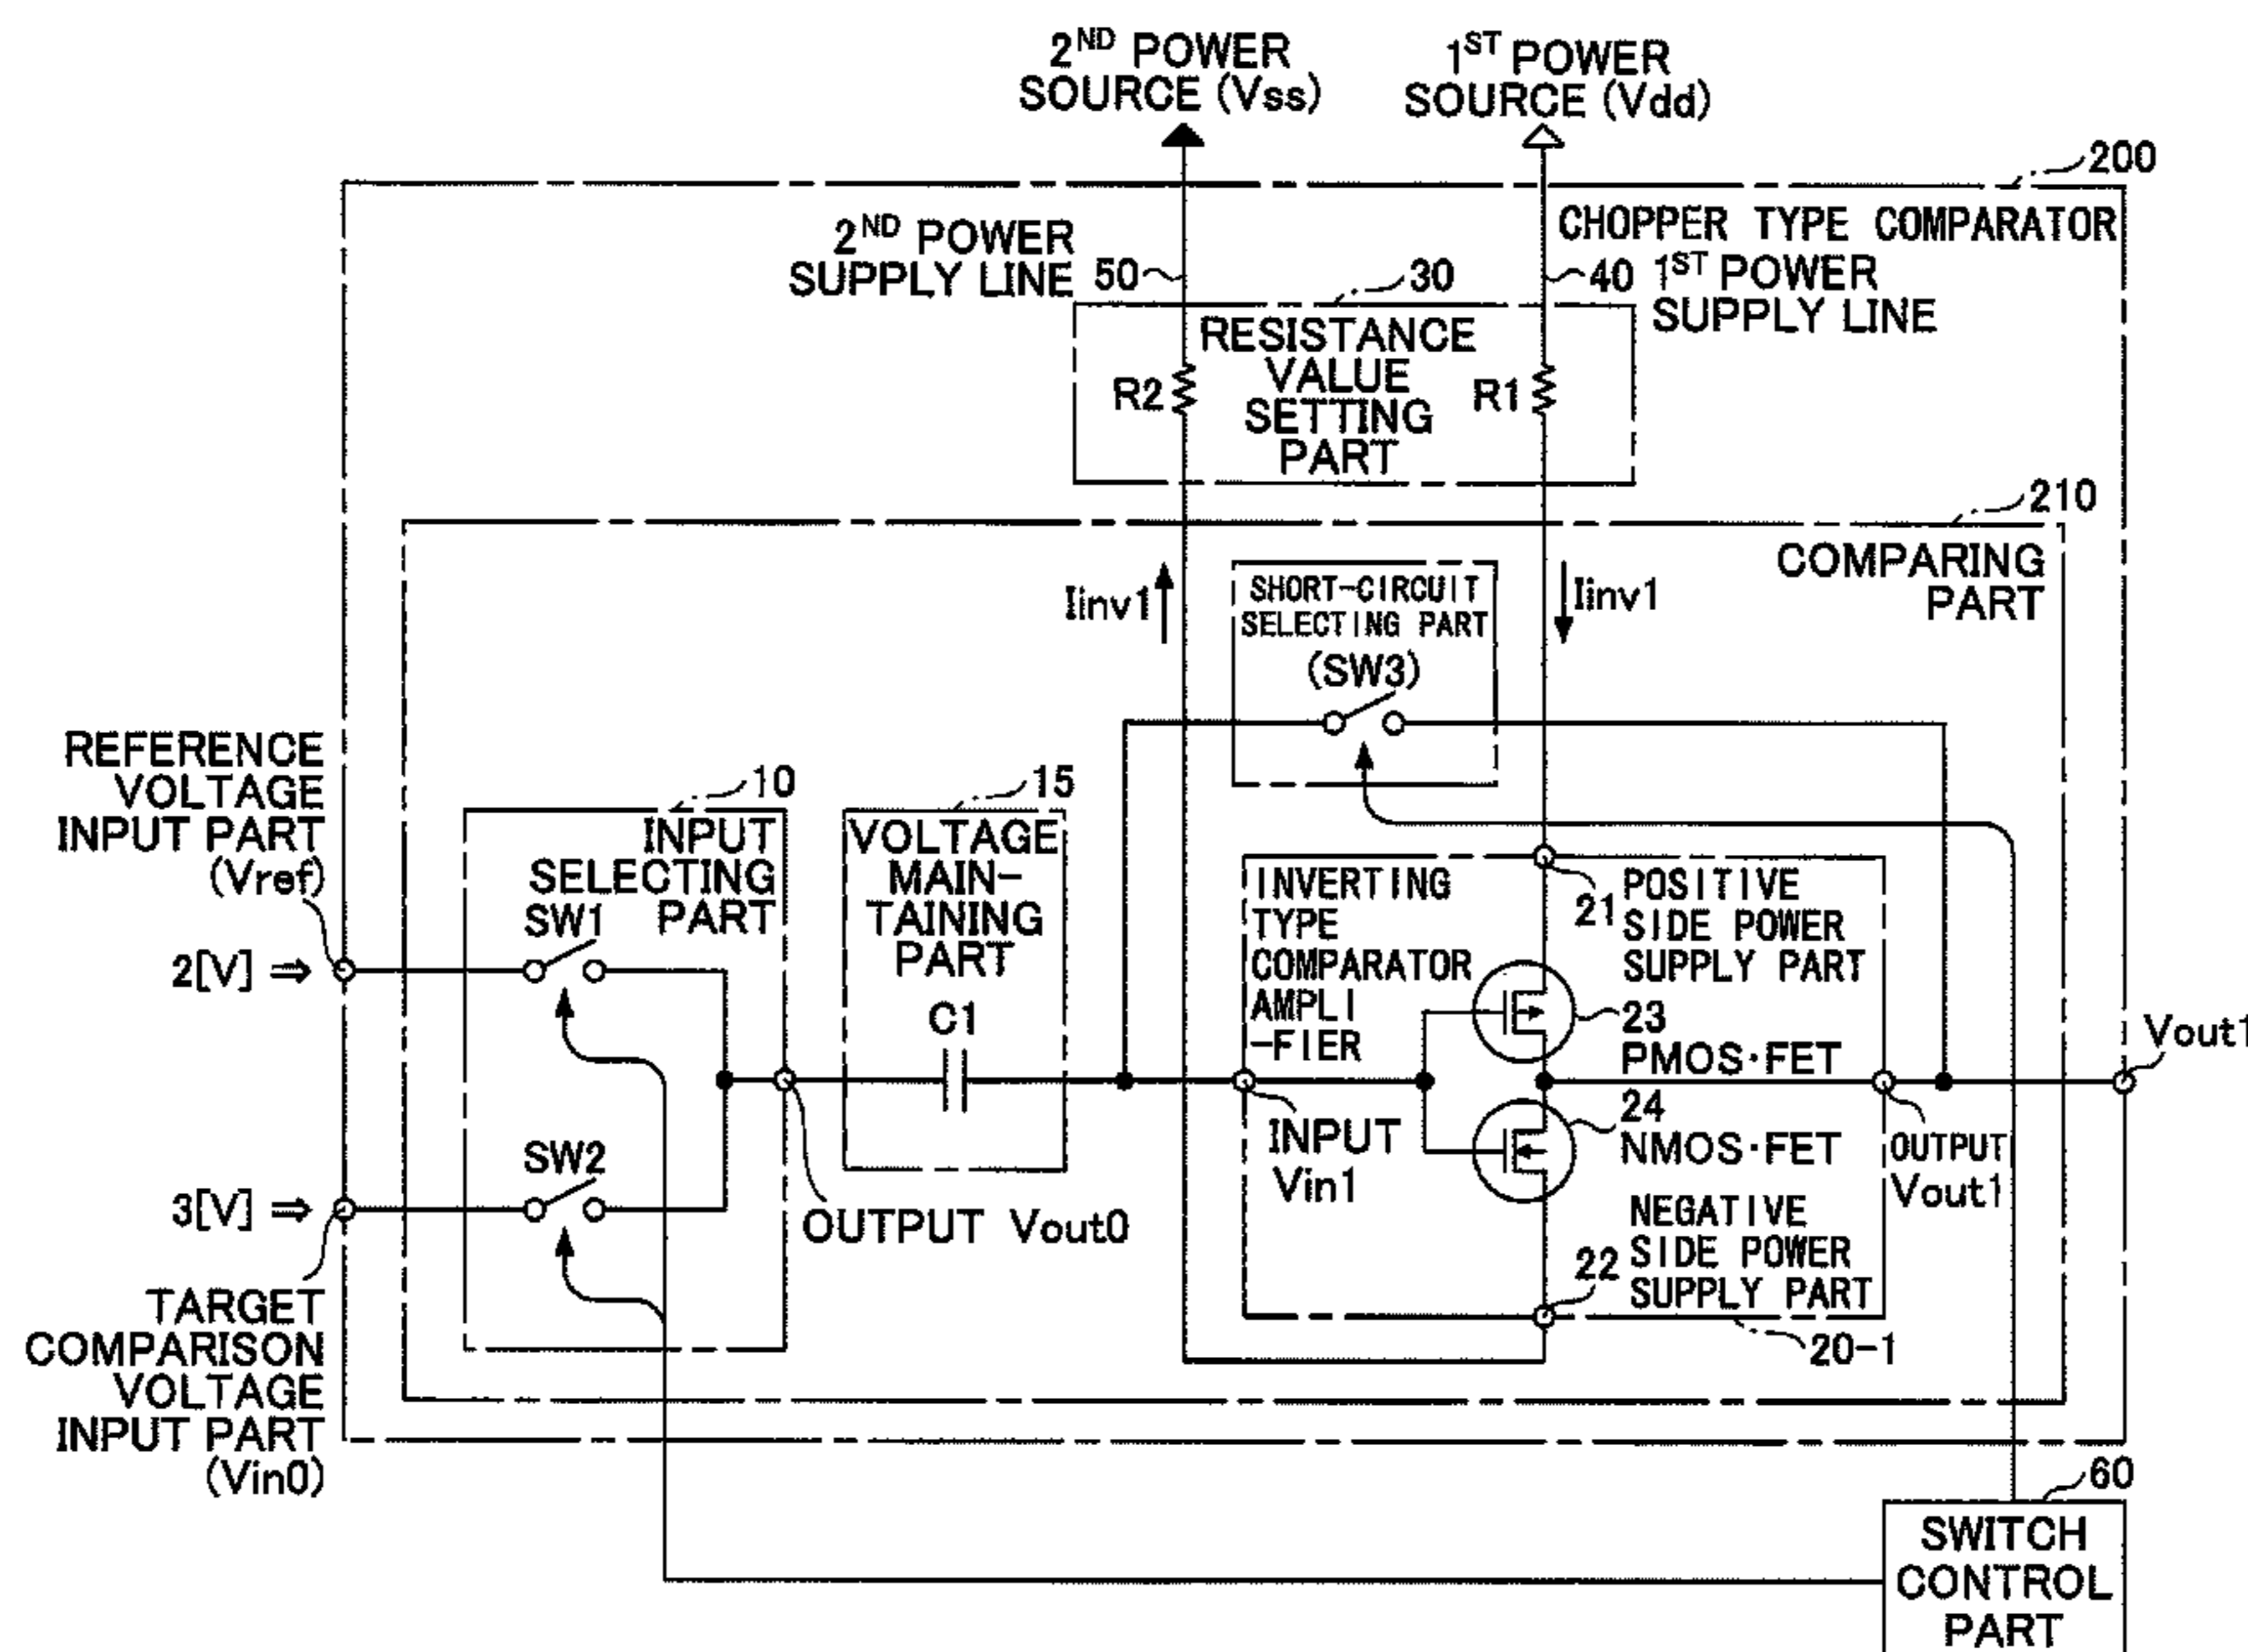 2ND POWER
SOURCE (Vss)
1ST POWER
SOURCE (Vdd)
200
CHOPPER TYPE COMPARATOR
2ND POWER
SUPPLY LINE 50
40 1ST POWER
SUPPLY LINE
30
RESISTANCE
VALUE
SETTING
PART
R2
R1
210
COMPARING
PART
Iinv1
Iinv1
SHORT-CIRCUIT
SELECTING PART
(SW3)
REFERENCE
VOLTAGE
INPUT PART
(Vref)
10
INPUT
SELECTING
PART
SW1
15
VOLTAGE
MAIN-
TAINING
PART
C1
2[V] ⇒
INVERTING
TYPE
COMPARATOR
AMPLI
-FIER
21
POSITIVE
SIDE POWER
SUPPLY PART
23
PMOS·FET
24
NMOS·FET
Vout1
INPUT
Vin1
OUTPUT
Vout1
SW2
3[V] ⇒
OUTPUT Vout0
22
NEGATIVE
SIDE POWER
SUPPLY PART
20-1
TARGET
COMPARISON
VOLTAGE
INPUT PART
(Vin0)
60
SWITCH
CONTROL
PART